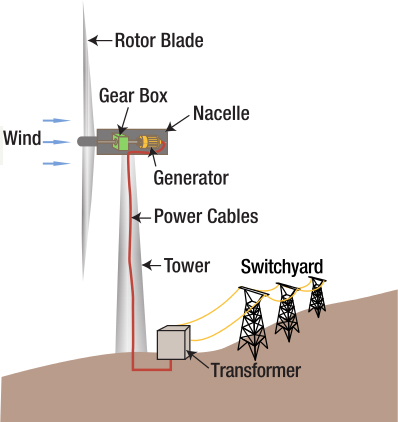 Rotor Blade
Gear Box
Nacelle
Wind
Generator
Power Cables
Tower
Switchyard
Transformer